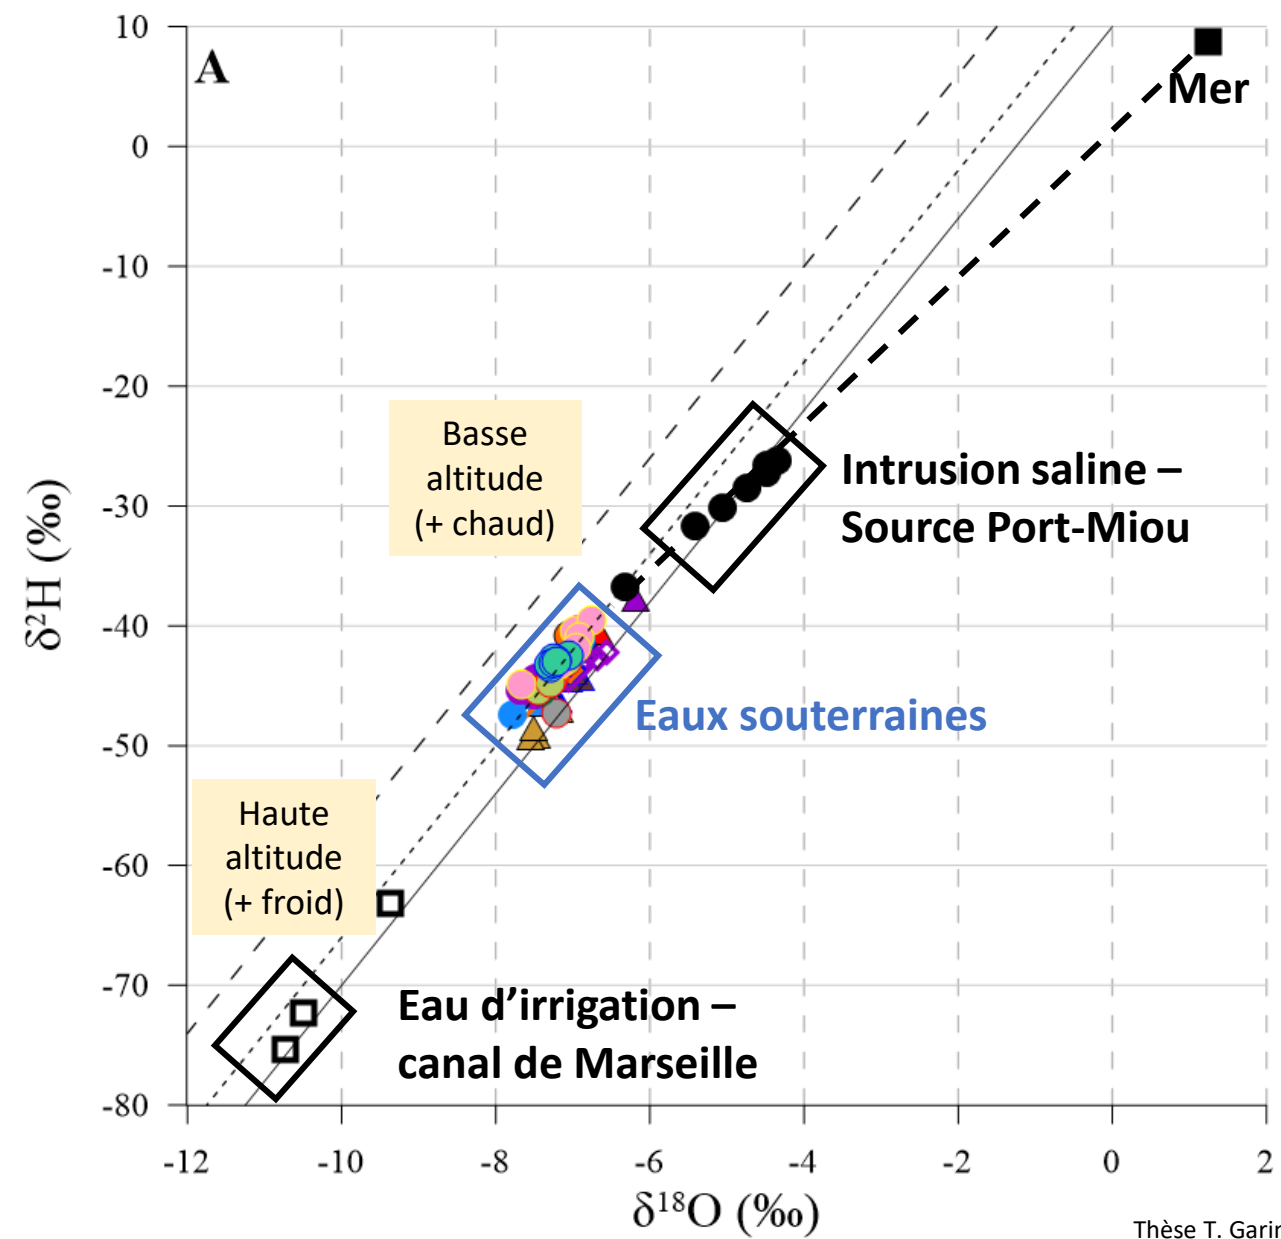 A
10
0
-10
-20
-30
-40
-50
-60
-70
-80
δ²H (‰)
Mer
Basse
altitude
(+ chaud)
Intrusion saline –
Source Port-Miou
Eaux souterraines
Haute
altitude
(+ froid)
Eau d’irrigation –
canal de Marseille
-12 -10 -8 -6 -4 -2 0 2
δ¹⁸O (‰)
Thèse T. Garin